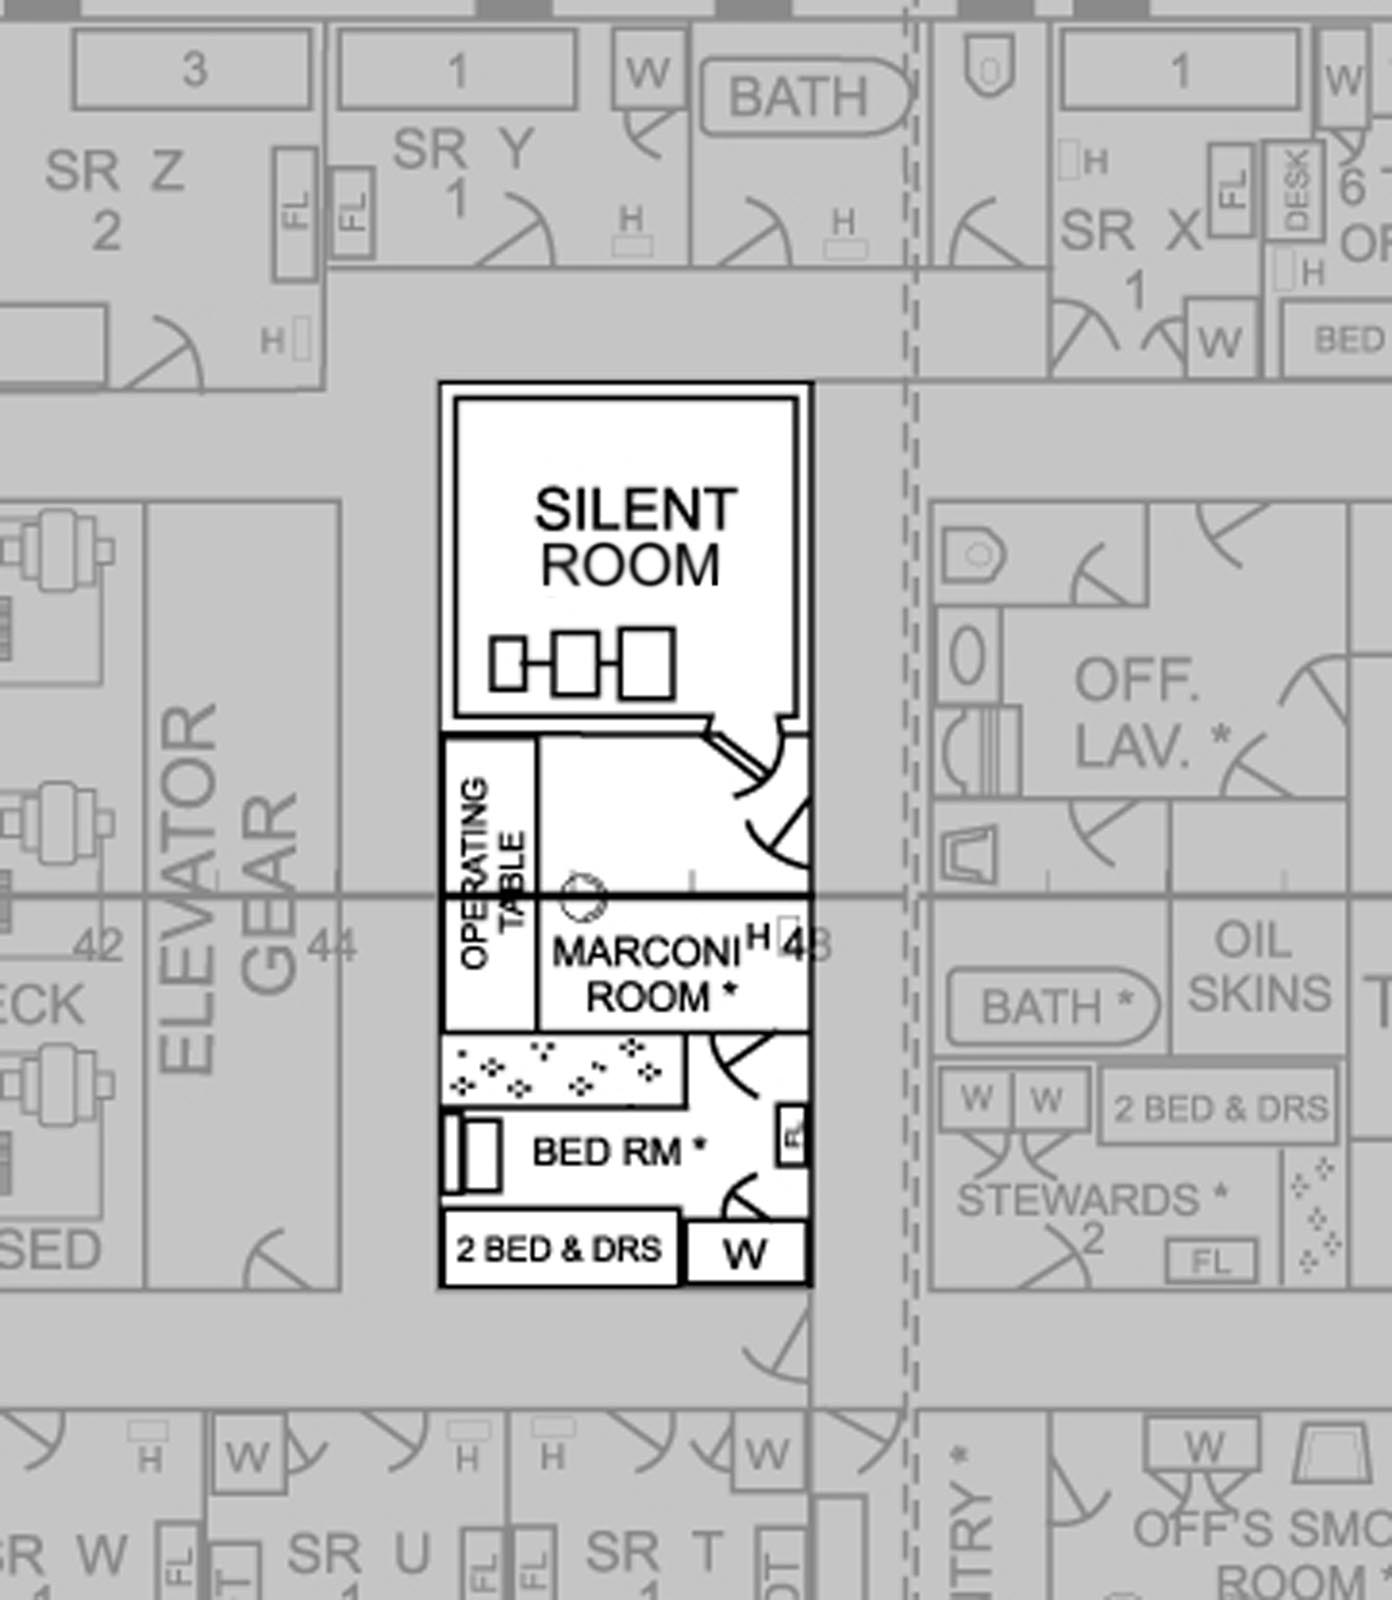 3
1
W
BATH
1
W
SR Z
2
FL
FL
SR Y
1
H
H
H
SR X
1
FL
DESK
6
H
H
W
BED
SILENT
ROOM
ELEVATOR
GEAR
OPERATING
TABLE
OFF.
LAV. *
42
44
MARCONI
ROOM *
H
48
OIL
SKINS
BATH *
ECK
W
W
2 BED & DRS
BED RM *
FL
STEWARDS *
2
FL
SED
2 BED & DRS
W
H
W
H
H
W
W
SR W
FL
SR U
1
FL
FL
SR T
1
NTRY *
OFF'S SMO
ROOM *